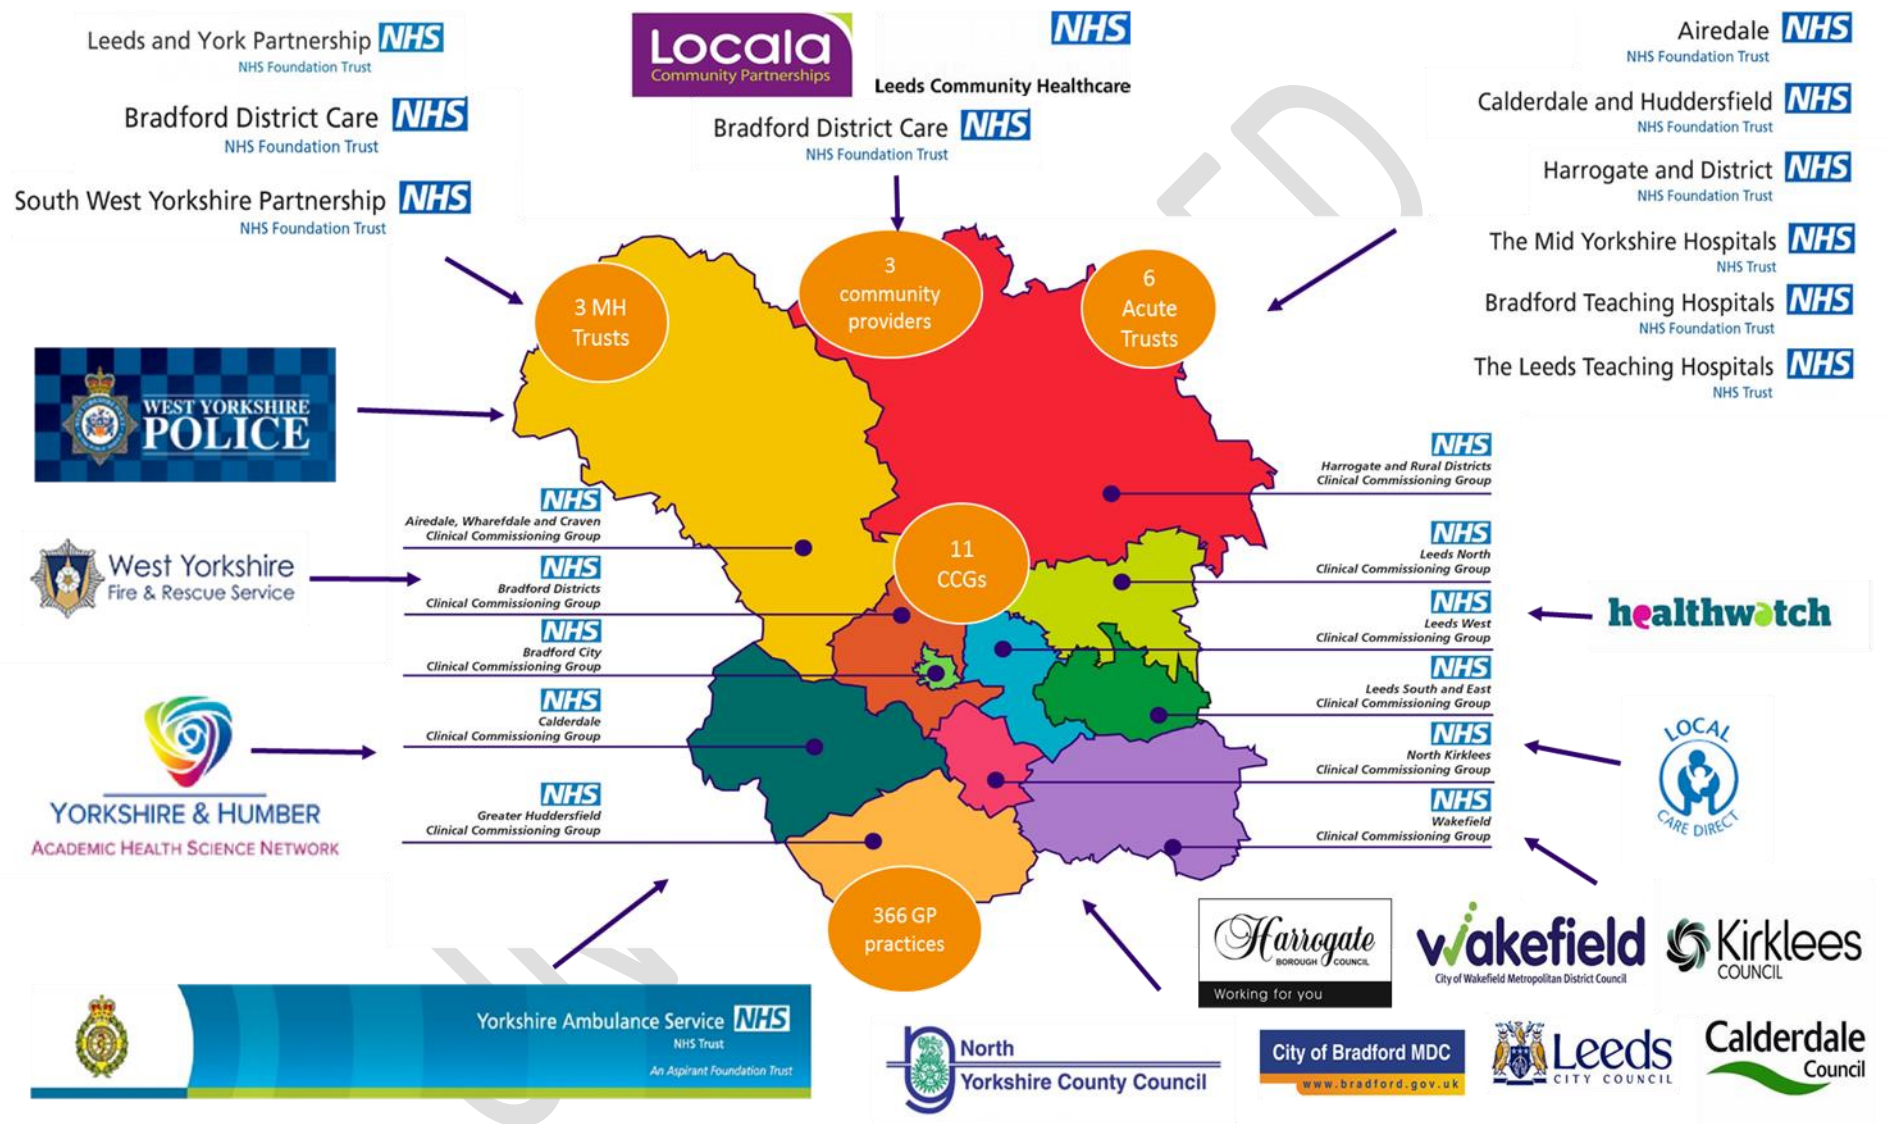 Leeds and York Partnership NHS
NHS Foundation Trust
Bradford District Care NHS
NHS Foundation Trust
South West Yorkshire Partnership NHS
NHS Foundation Trust
Locala
Community Partnerships
NHS
Leeds Community Healthcare
Bradford District Care NHS
NHS Foundation Trust
Airedale NHS
NHS Foundation Trust
Calderdale and Huddersfield NHS
NHS Foundation Trust
Harrogate and District NHS
NHS Foundation Trust
The Mid Yorkshire Hospitals NHS
NHS Trust
Bradford Teaching Hospitals NHS
NHS Foundation Trust
The Leeds Teaching Hospitals NHS
NHS Trust
3 MH
Trusts
3
community
providers
6
Acute
Trusts
11
CCGs
366 GP
practices
WEST YORKSHIRE
POLICE
West Yorkshire
Fire & Rescue Service
YORKSHIRE & HUMBER
ACADEMIC HEALTH SCIENCE NETWORK
NHS
Airedale, Wharefdale and Craven
Clinical Commissioning Group
NHS
Bradford Districts
Clinical Commissioning Group
NHS
Bradford City
Clinical Commissioning Group
NHS
Calderdale
Clinical Commissioning Group
NHS
Greater Huddersfield
Clinical Commissioning Group
NHS
Harrogate and Rural Districts
Clinical Commissioning Group
NHS
Leeds North
Clinical Commissioning Group
NHS
Leeds West
Clinical Commissioning Group
NHS
Leeds South and East
Clinical Commissioning Group
NHS
North Kirklees
Clinical Commissioning Group
NHS
Wakefield
Clinical Commissioning Group
healthwatch
LOCAL
CARE DIRECT
Yorkshire Ambulance Service NHS
NHS Trust
An Aspirant Foundation Trust
Harrogate
BOROUGH COUNCIL
Working for you
wakefield
City of Wakefield Metropolitan District Council
Kirklees
COUNCIL
North
Yorkshire County Council
City of Bradford MDC
www.bradford.gov.uk
Leeds
CITY COUNCIL
Calderdale
Council